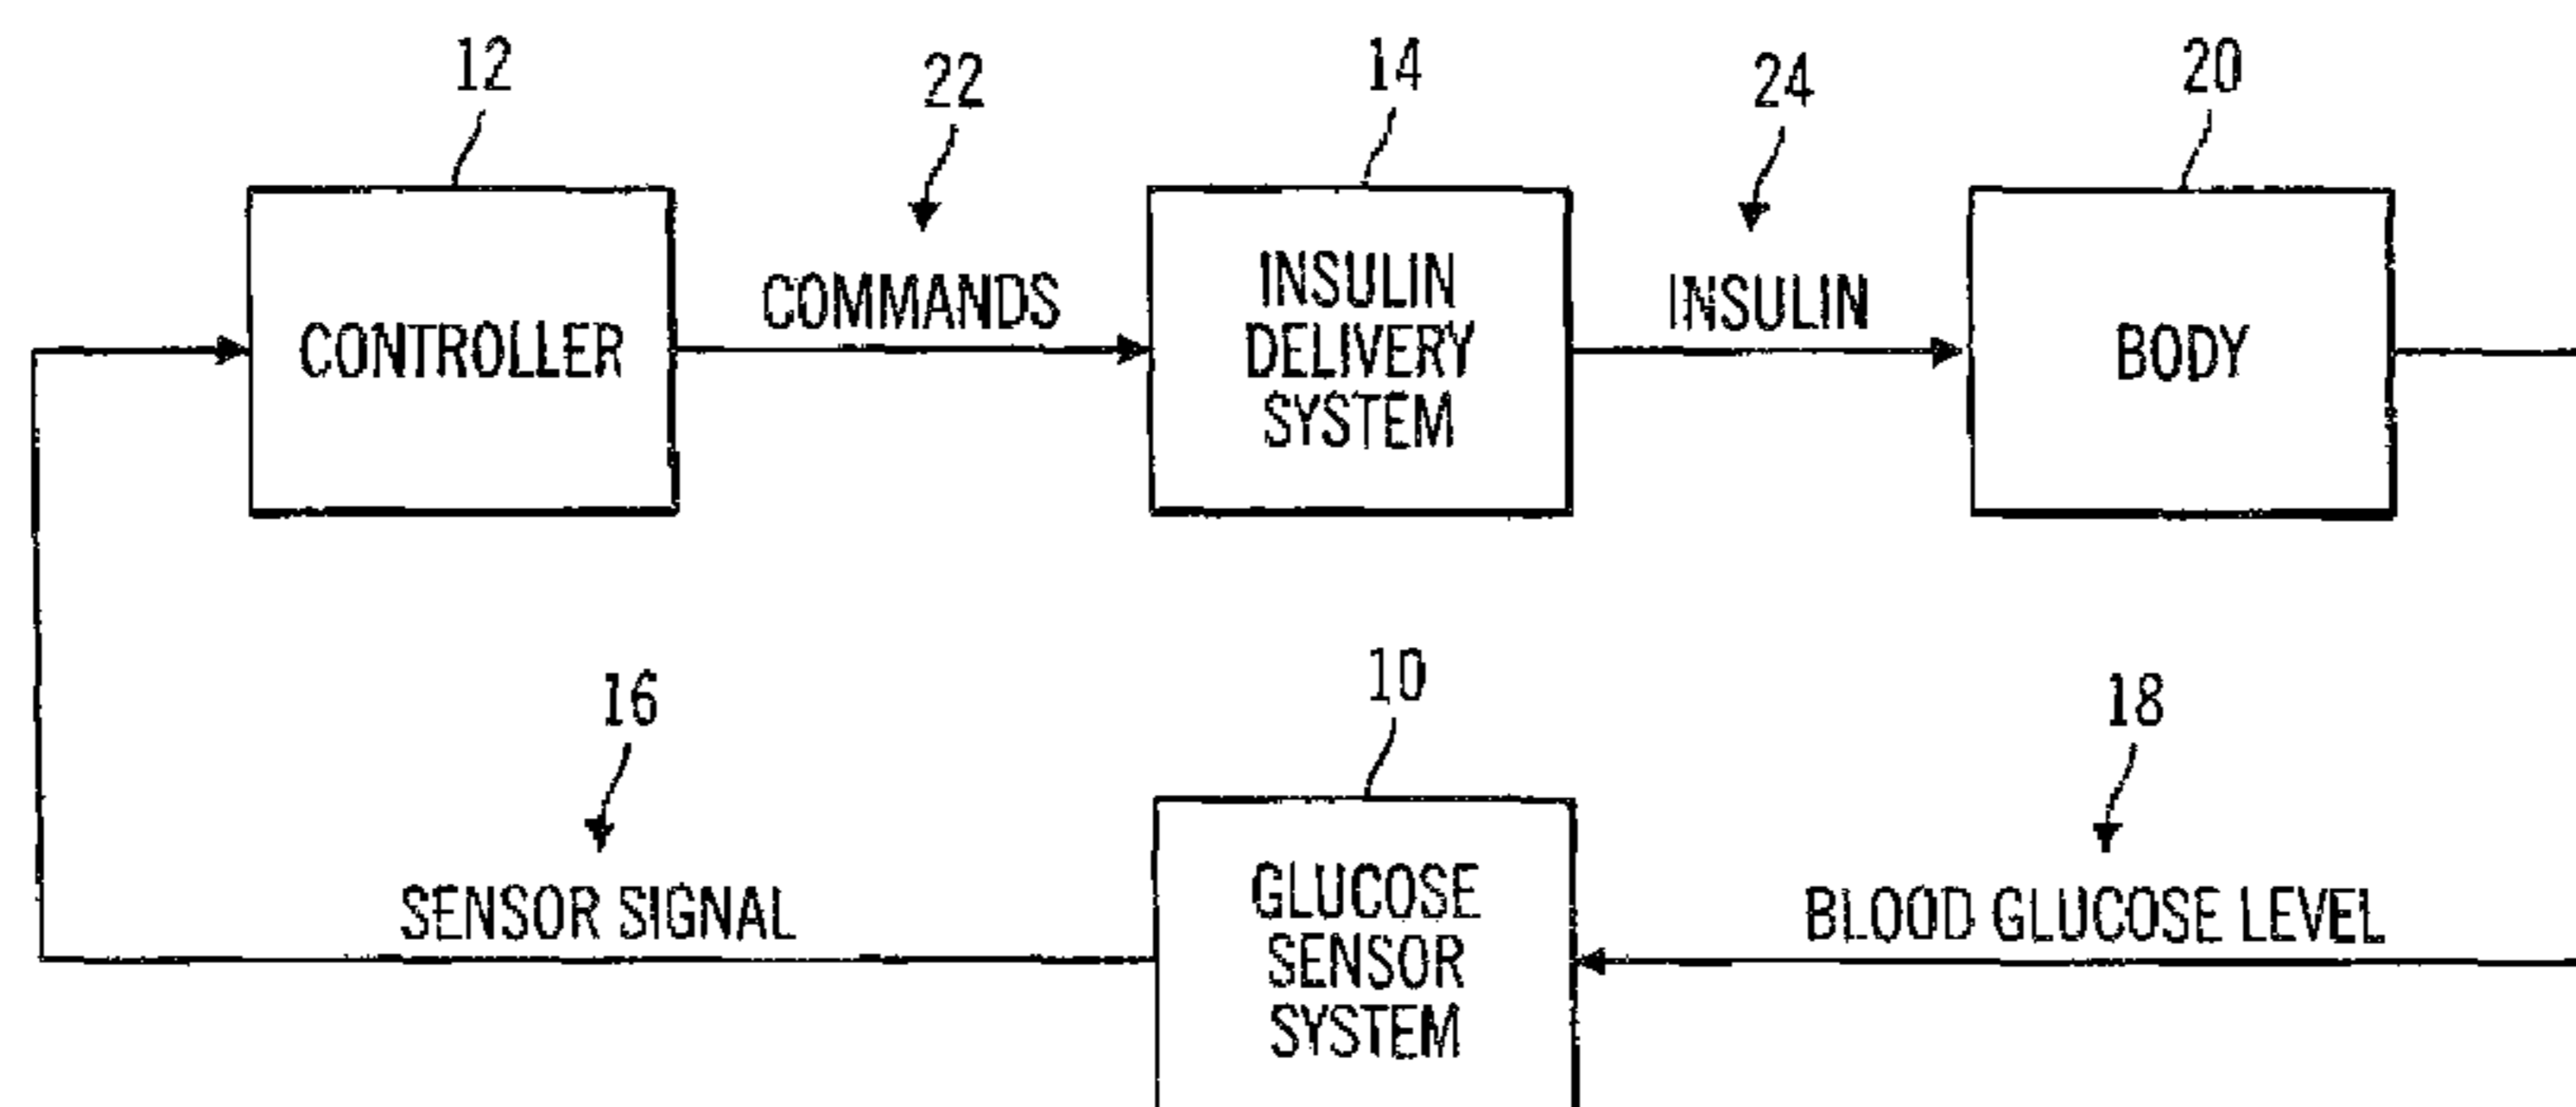 12
22
14
24
20
CONTROLLER
COMMANDS
INSULIN
DELIVERY
SYSTEM
INSULIN
BODY
16
10
18
SENSOR SIGNAL
GLUCOSE
SENSOR
SYSTEM
BLOOD GLUCOSE LEVEL